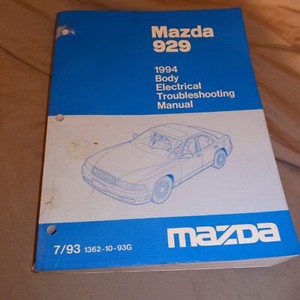 Mazda
929
1994
Body
Electrical
Troubleshooting
Manual
mazda
7/93 1362-10-93G